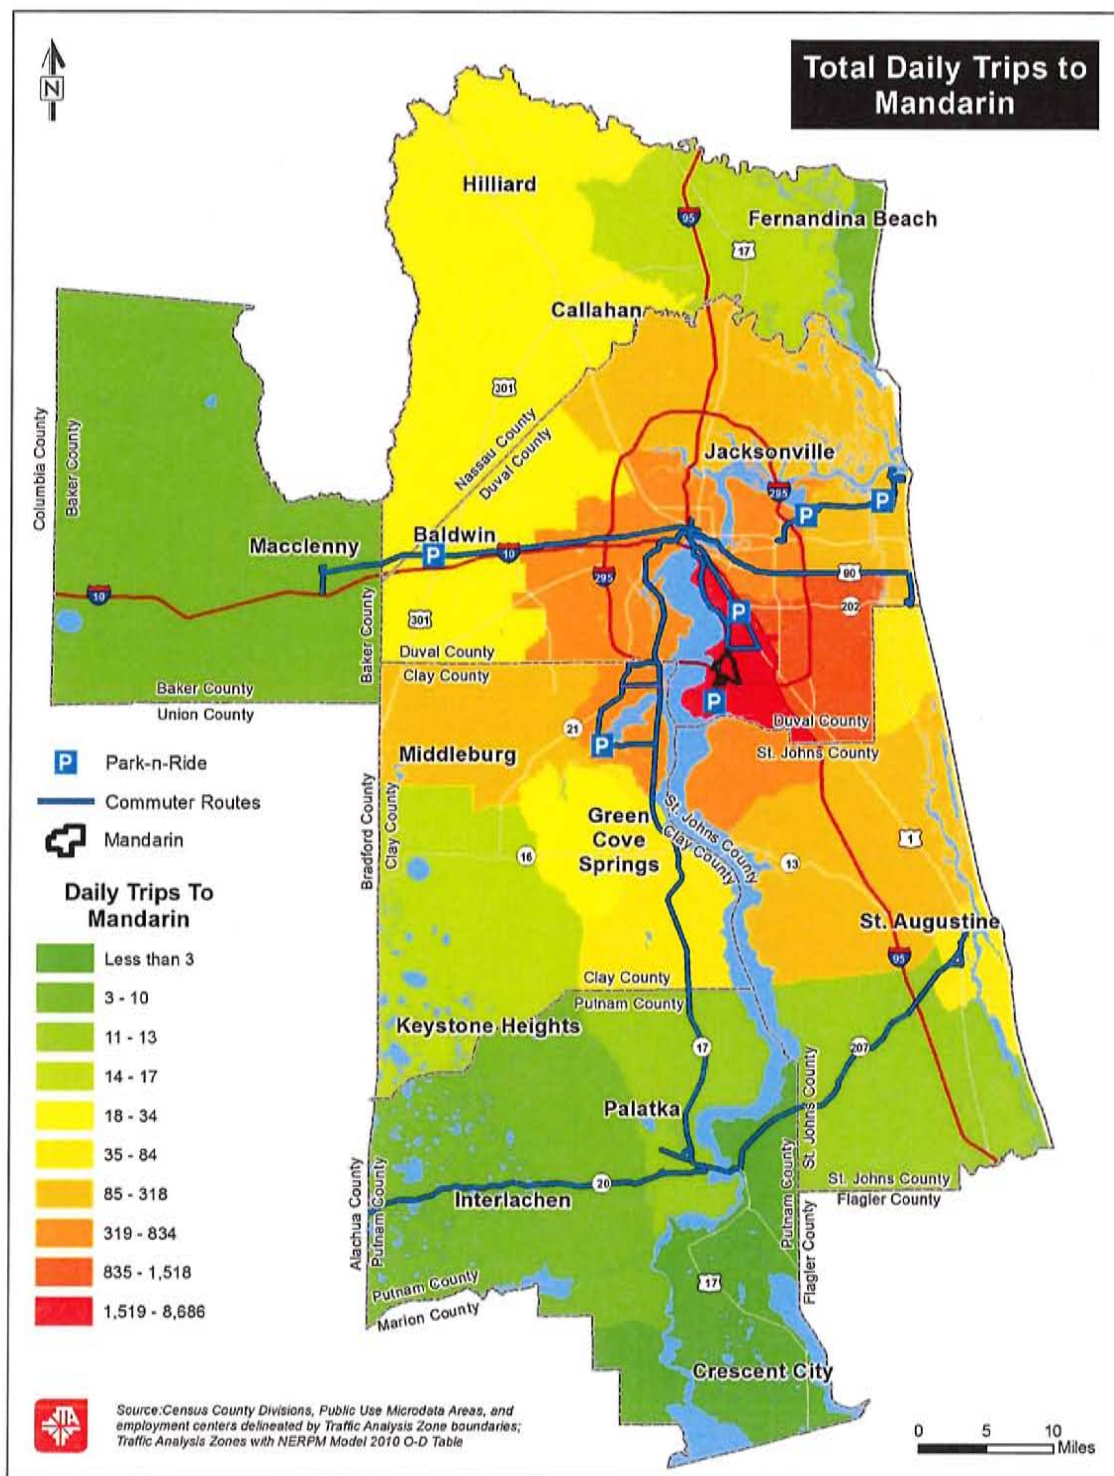 Total Daily Trips to
Mandarin
N
Hilliard
95
Fernandina Beach
17
Callahan
301
Nassau County
Duval County
Columbia County
Baker County
Jacksonville
295
P
P
Baldwin
P
Macclenny
10
295
90
10
P
202
301
Baker County
Duval County
Clay County
Baker County
Union County
P
21
Duval County
St. Johns County
P
Middleburg
P
Park-n-Ride
Commuter Routes
Mandarin
Bradford County
Clay County
Green
Cove
Springs
St. Johns County
Clay County
16
13
1
St. Augustine
95
Daily Trips To
Mandarin
Less than 3
3 - 10
11 - 13
14 - 17
18 - 34
35 - 84
85 - 318
319 - 834
835 - 1,518
1,519 - 8,686
Clay County
Putnam County
Keystone Heights
17
207
St. Johns County
Putnam County
Palatka
Alachua County
Putnam County
20
Interlachen
St. Johns County
Flagler County
Flagler County
17
Putnam County
Marion County
Crescent City
JTA
Source:Census County Divisions, Public Use Microdata Areas, and
employment centers delineated by Traffic Analysis Zone boundaries;
Traffic Analysis Zones with NERPM Model 2010 O-D Table
0 5 10
Miles